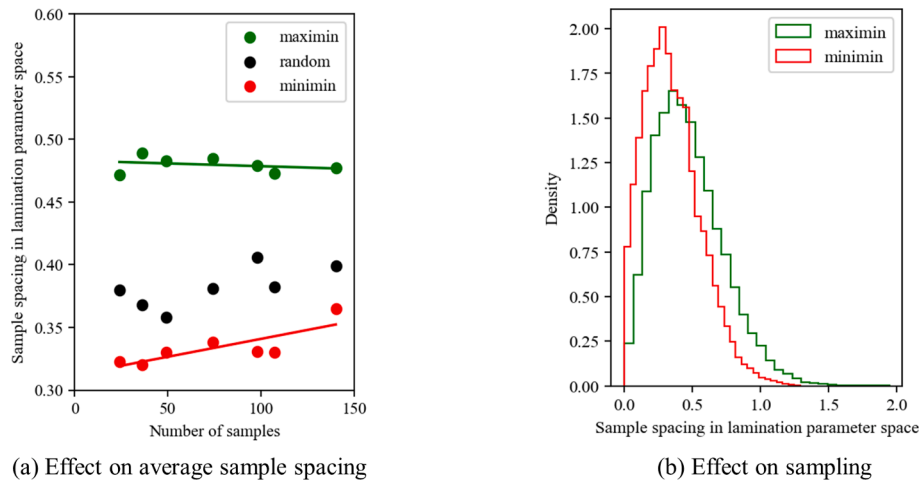 0.60
0.55
0.50
0.45
0.40
0.35
0.30
0
50
100
150
Sample spacing in lamination parameter space
Number of samples
maximin
random
minimin
(a) Effect on average sample spacing
2.00
1.75
1.50
1.25
1.00
0.75
0.50
0.25
0.00
0.0
0.5
1.0
1.5
2.0
Density
Sample spacing in lamination parameter space
maximin
minimin
(b) Effect on sampling